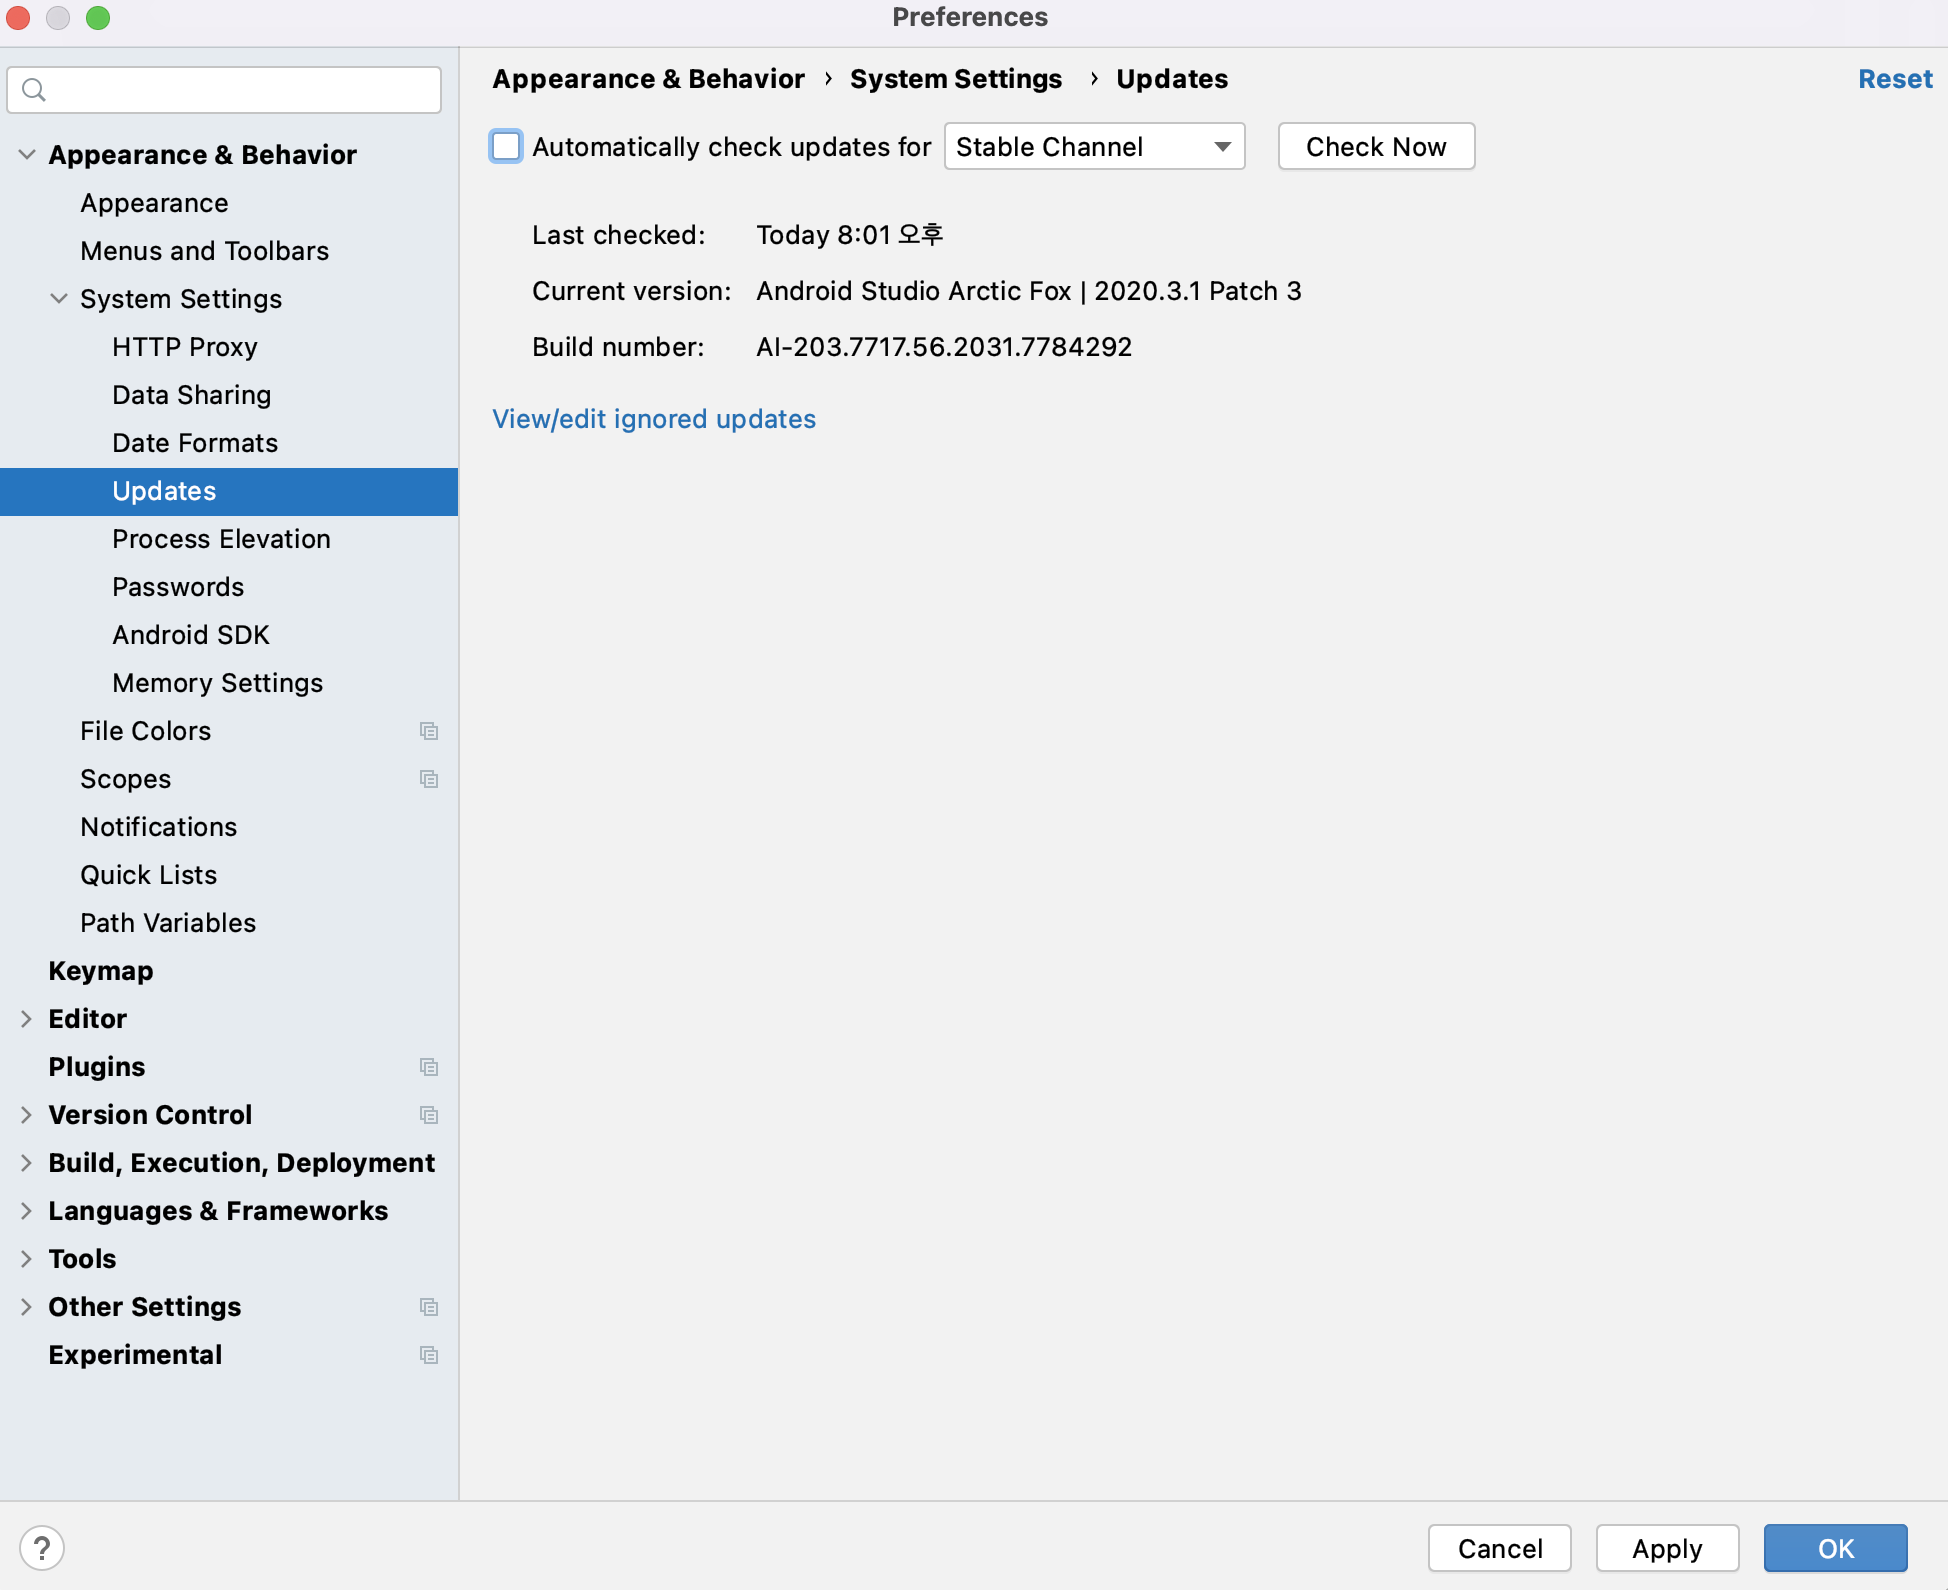 Preferences
Appearance & Behavior
Appearance
Menus and Toolbars
System Settings
HTTP Proxy
Data Sharing
Date Formats
Updates
Process Elevation
Passwords
Android SDK
Memory Settings
File Colors
Scopes
Notifications
Quick Lists
Path Variables
Keymap
Editor
Plugins
Version Control
Build, Execution, Deployment
Languages & Frameworks
Tools
Other Settings
Experimental
Appearance & Behavior › System Settings › Updates
Reset
Automatically check updates for Stable Channel Check Now
Last checked: Today 8:01 오후
Current version: Android Studio Arctic Fox | 2020.3.1 Patch 3
Build number: AI-203.7717.56.2031.7784292
View/edit ignored updates
?
Cancel Apply OK